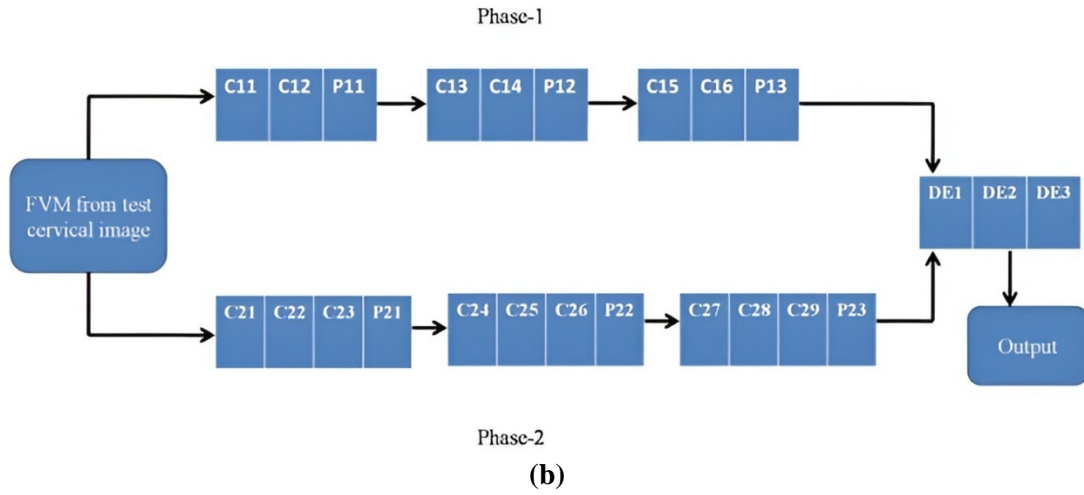 Phase-1
C11 C12 P11 C13 C14 P12 C15 C16 P13
FVM from test
cervical image
DE1 DE2 DE3
C21 C22 C23 P21 C24 C25 C26 P22 C27 C28 C29 P23
Output
Phase-2
(b)